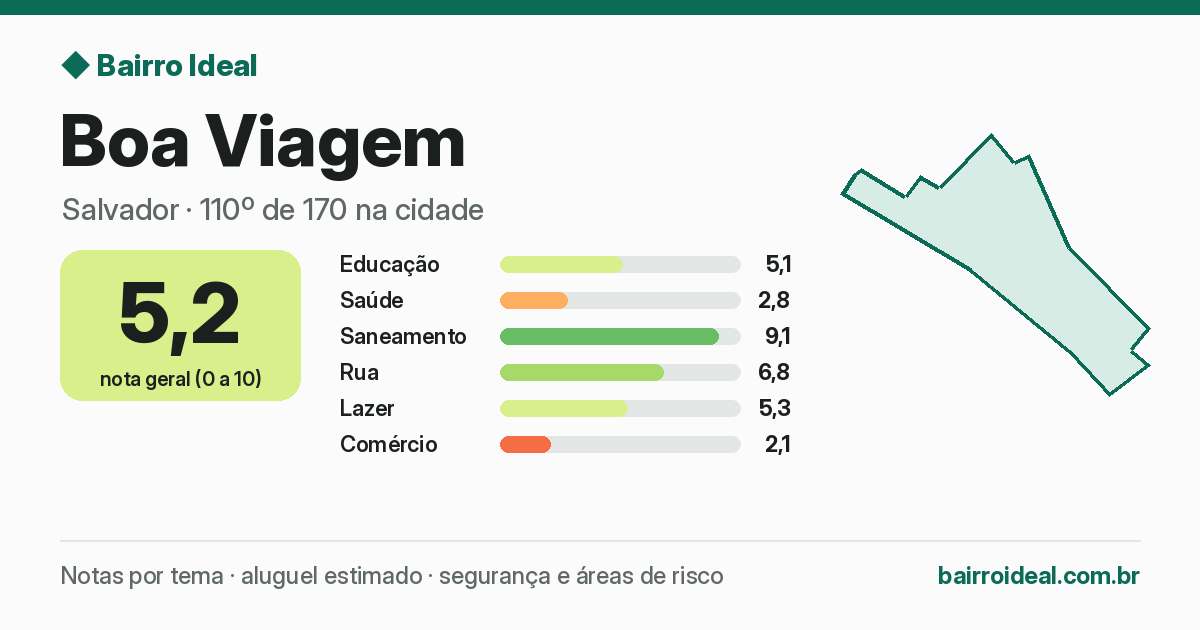 Bairro Ideal
Boa Viagem
Salvador · 110º de 170 na cidade
5,2
nota geral (0 a 10)
Educação 5,1
Saúde 2,8
Saneamento 9,1
Rua 6,8
Lazer 5,3
Comércio 2,1
Notas por tema · aluguel estimado · segurança e áreas de risco
bairroideal.com.br